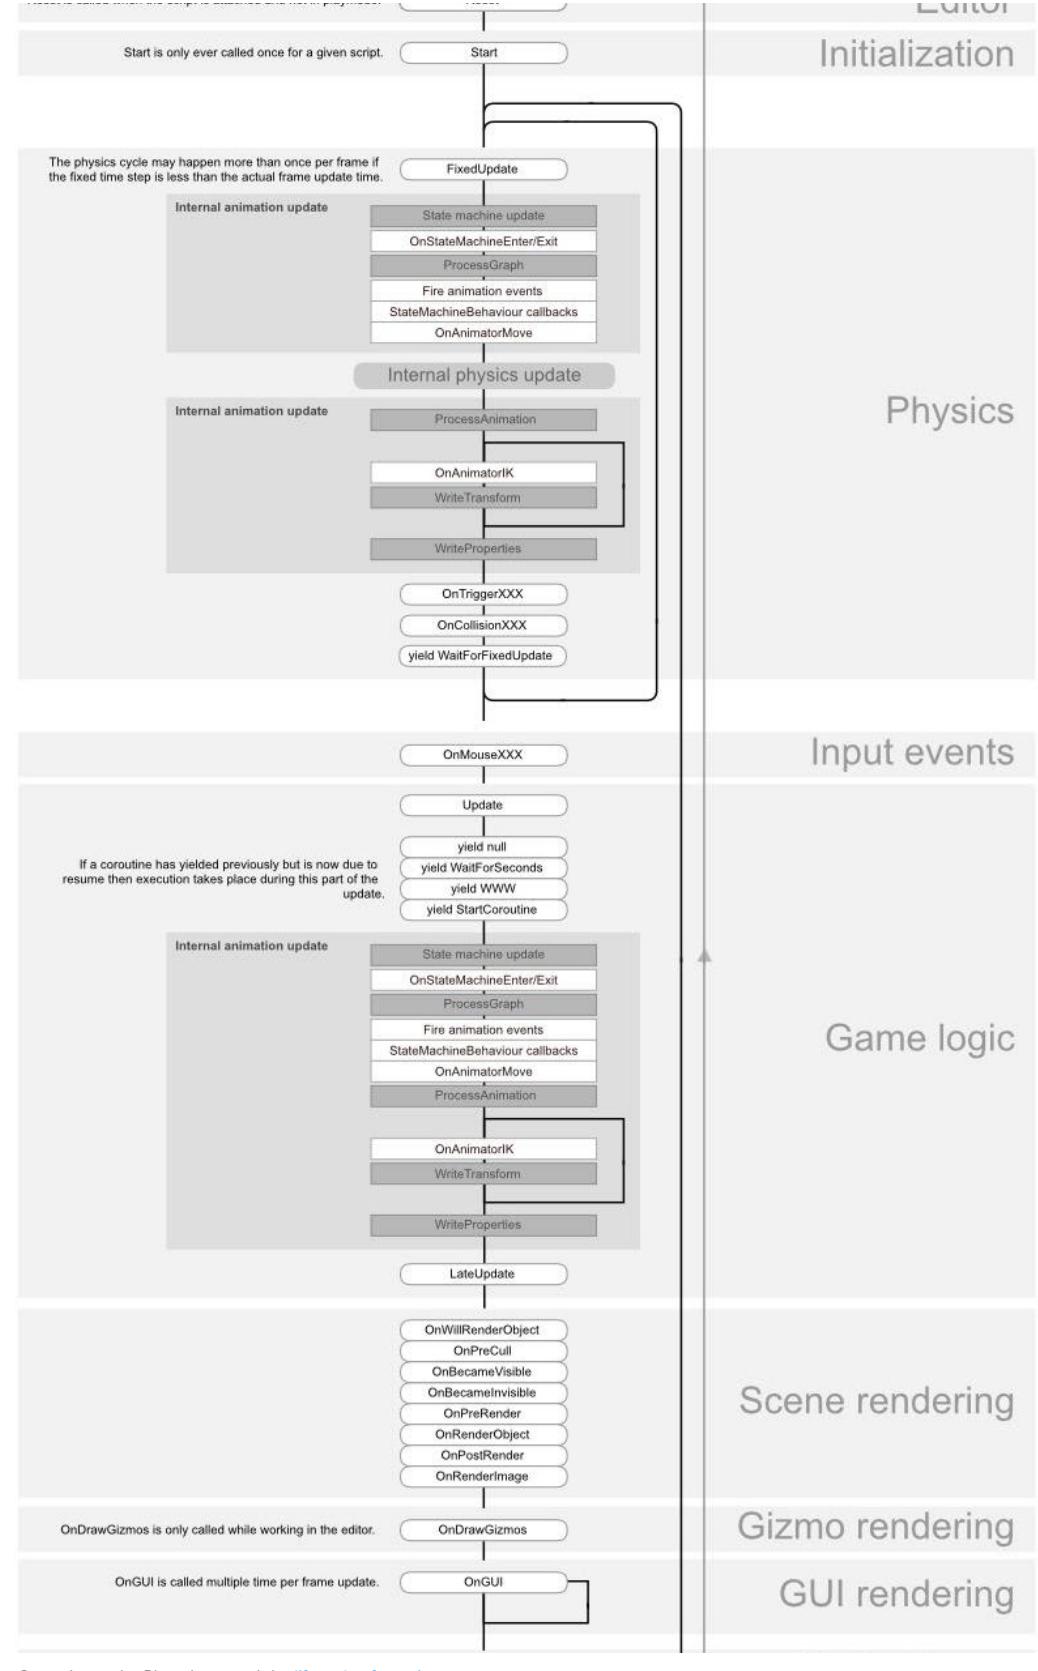 Editor
Start is only ever called once for a given script.
Start
Initialization
The physics cycle may happen more than once per frame if
the fixed time step is less than the actual frame update time.
FixedUpdate
Internal animation update
State machine update
OnStateMachineEnter/Exit
ProcessGraph
Fire animation events
StateMachineBehaviour callbacks
OnAnimatorMove
Internal physics update
Physics
Internal animation update
ProcessAnimation
OnAnimatorIK
WriteTransform
WriteProperties
OnTriggerXXX
OnCollisionXXX
yield WaitForFixedUpdate
OnMouseXXX
Input events
Update
yield null
If a coroutine has yielded previously but is now due to
resume then execution takes place during this part of the
update.
yield WaitForSeconds
yield WWW
yield StartCoroutine
Internal animation update
State machine update
OnStateMachineEnter/Exit
ProcessGraph
Fire animation events
StateMachineBehaviour callbacks
OnAnimatorMove
ProcessAnimation
Game logic
OnAnimatorIK
WriteTransform
WriteProperties
LateUpdate
OnWillRenderObject
OnPreCull
OnBecameVisible
OnBecameInvisible
OnPreRender
OnRenderObject
OnPostRender
OnRenderImage
Scene rendering
OnDrawGizmos is only called while working in the editor.
OnDrawGizmos
Gizmo rendering
OnGUI is called multiple time per frame update.
OnGUI
GUI rendering